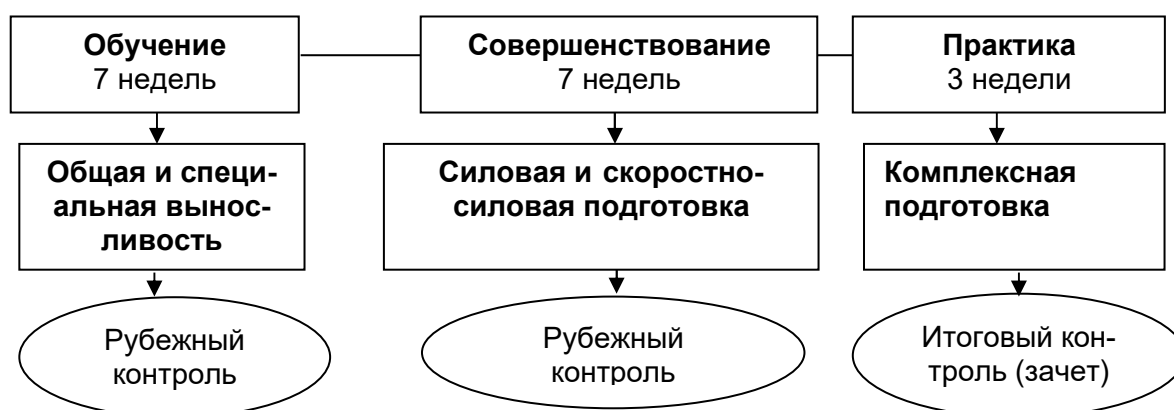 Обучение
7 недель
Совершенствование
7 недель
Практика
3 недели
Общая и специ-
альная вынос-
ливость
Силовая и скоростно-
силовая подготовка
Комплексная
подготовка
Рубежный
контроль
Рубежный
контроль
Итоговый кон-
троль (зачет)